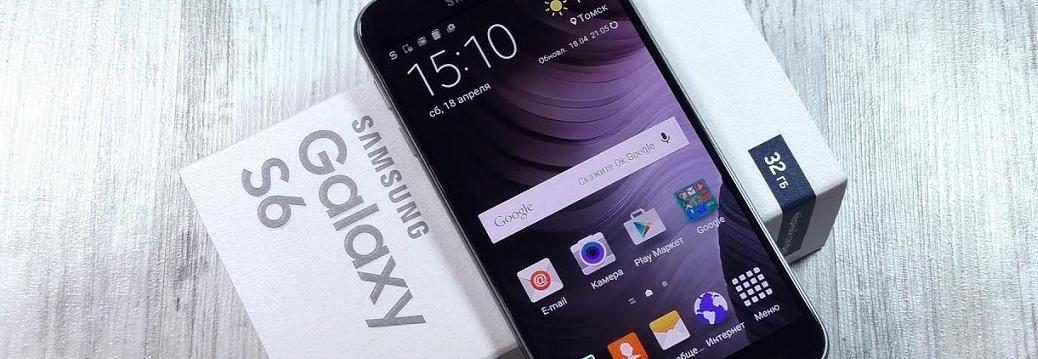 SAMSUNG
Galaxy
S6
15:10
сб, 18 апреля
Томск
Обновл. 18.04 21:05
Google
Скажите Ok Google
E-mail
Камера
Play Маркет
Google
Интернет
Меню
32 ГБ